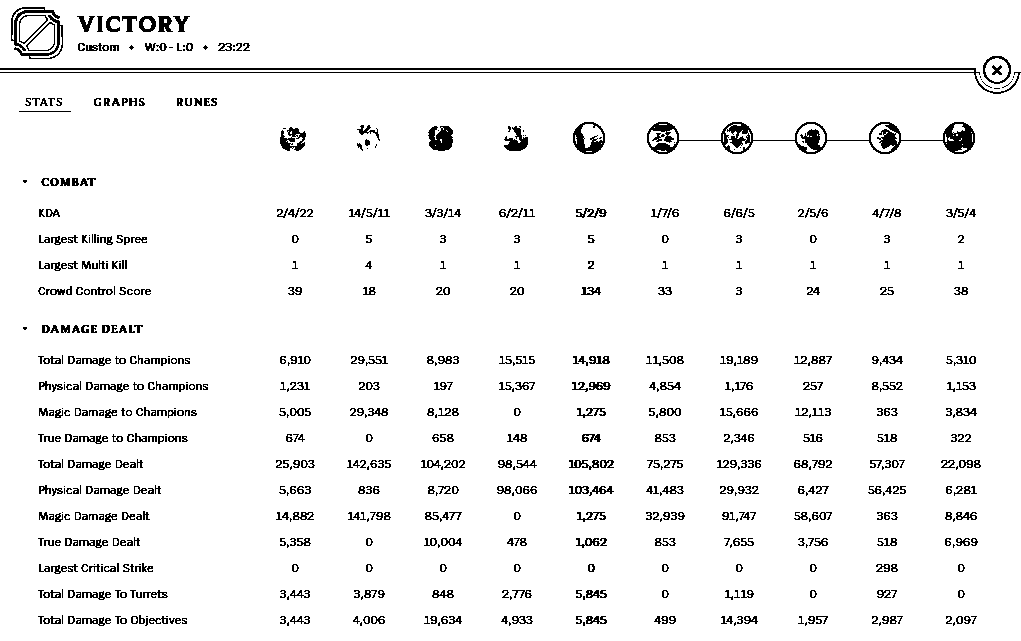 VICTORY
Custom • W:0 - L:0 • 23:22
STATS GRAPHS RUNES
COMBAT
KDA 2/4/22 14/5/11 3/3/14 6/2/11 5/2/9 1/7/6 6/6/5 2/5/6 4/7/8 3/5/4
Largest Killing Spree 0 5 3 3 5 0 3 0 3 2
Largest Multi Kill 1 4 1 1 2 1 1 1 1 1
Crowd Control Score 39 18 20 20 134 33 3 24 25 38
DAMAGE DEALT
Total Damage to Champions 6,910 29,551 8,983 15,515 14,918 11,508 19,189 12,887 9,434 5,310
Physical Damage to Champions 1,231 203 197 15,367 12,969 4,854 1,176 257 8,552 1,153
Magic Damage to Champions 5,005 29,348 8,128 0 1,275 5,800 15,666 12,113 363 3,834
True Damage to Champions 674 0 658 148 674 853 2,346 516 518 322
Total Damage Dealt 25,903 142,635 104,202 98,544 105,802 75,275 129,336 68,792 57,307 22,098
Physical Damage Dealt 5,663 836 8,720 98,066 103,464 41,483 29,932 6,427 56,425 6,281
Magic Damage Dealt 14,882 141,798 85,477 0 1,275 32,939 91,747 58,607 363 8,846
True Damage Dealt 5,358 0 10,004 478 1,062 853 7,655 3,756 518 6,969
Largest Critical Strike 0 0 0 0 0 0 0 0 298 0
Total Damage To Turrets 3,443 3,879 848 2,776 5,845 0 1,119 0 927 0
Total Damage To Objectives 3,443 4,006 19,634 4,933 5,845 499 14,394 1,957 2,987 2,097